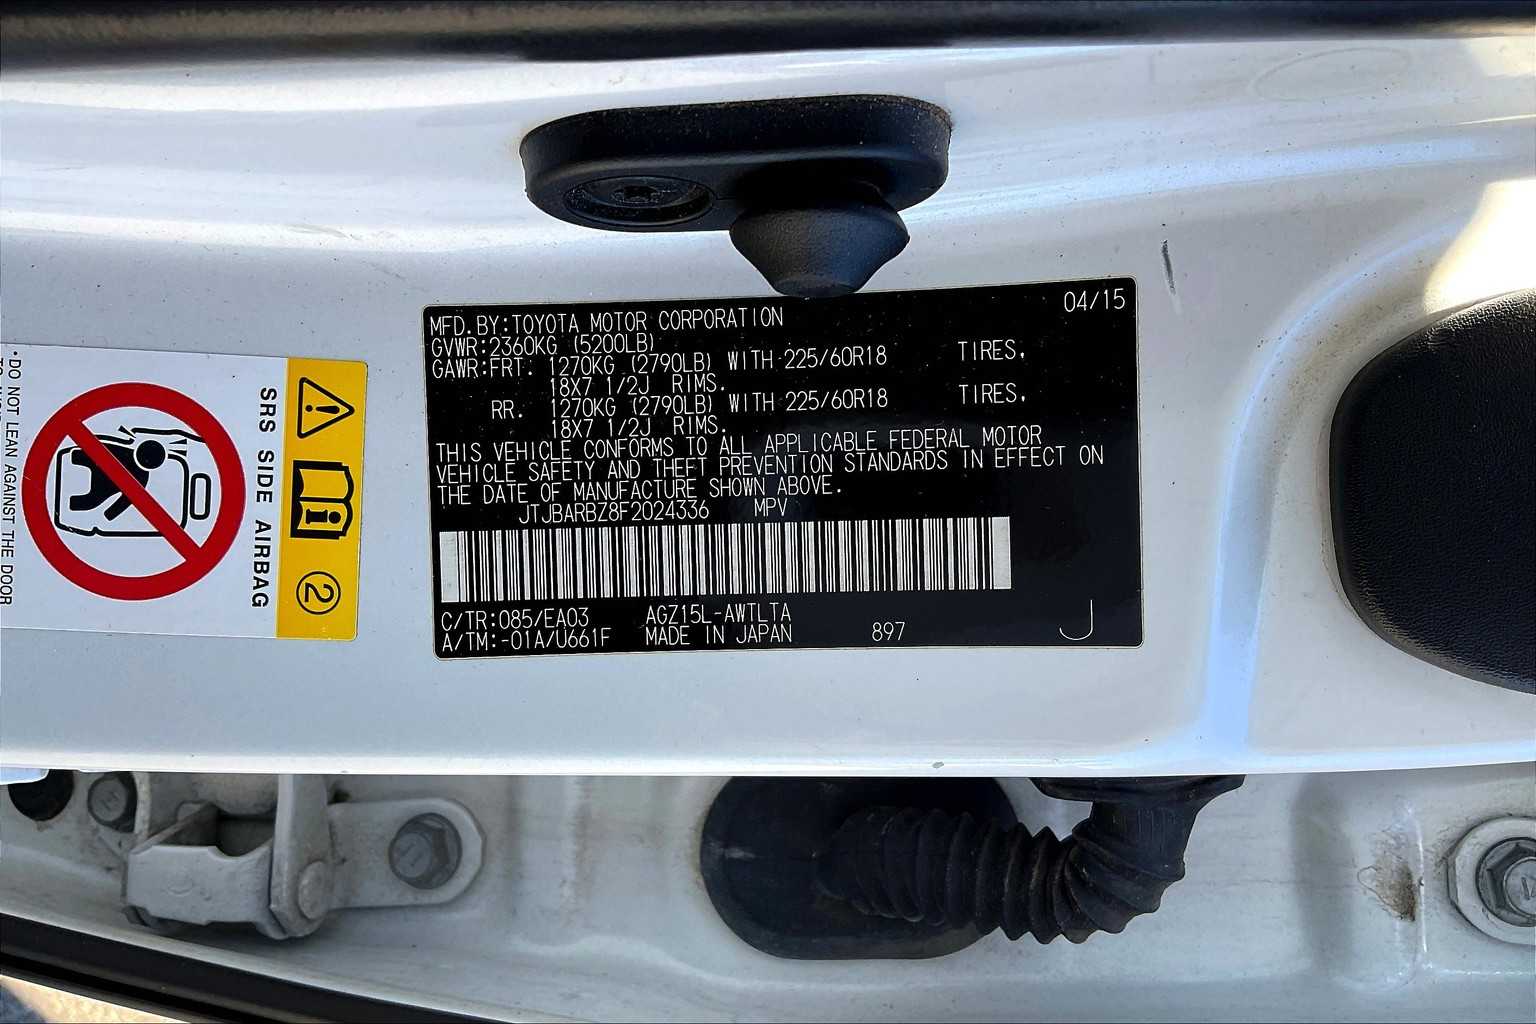 MFD.BY:TOYOTA MOTOR CORPORATION 04/15
GVWR:2360KG (5200LB)
GAWR:FRT. 1270KG (2790LB) WITH 225/60R18 TIRES,
18X7 1/2J RIMS.
RR. 1270KG (2790LB) WITH 225/60R18 TIRES,
18X7 1/2J RIMS.
THIS VEHICLE CONFORMS TO ALL APPLICABLE FEDERAL MOTOR
VEHICLE SAFETY AND THEFT PREVENTION STANDARDS IN EFFECT ON
THE DATE OF MANUFACTURE SHOWN ABOVE.
JTJBARBZ8F2024336 MPV
C/TR:085/EA03 AGZ15L-AWTLTA
A/TM:-01A/U661F MADE IN JAPAN 897 J
2
SRS SIDE AIRBAG
•DO NOT LEAN AGAINST THE DOOR